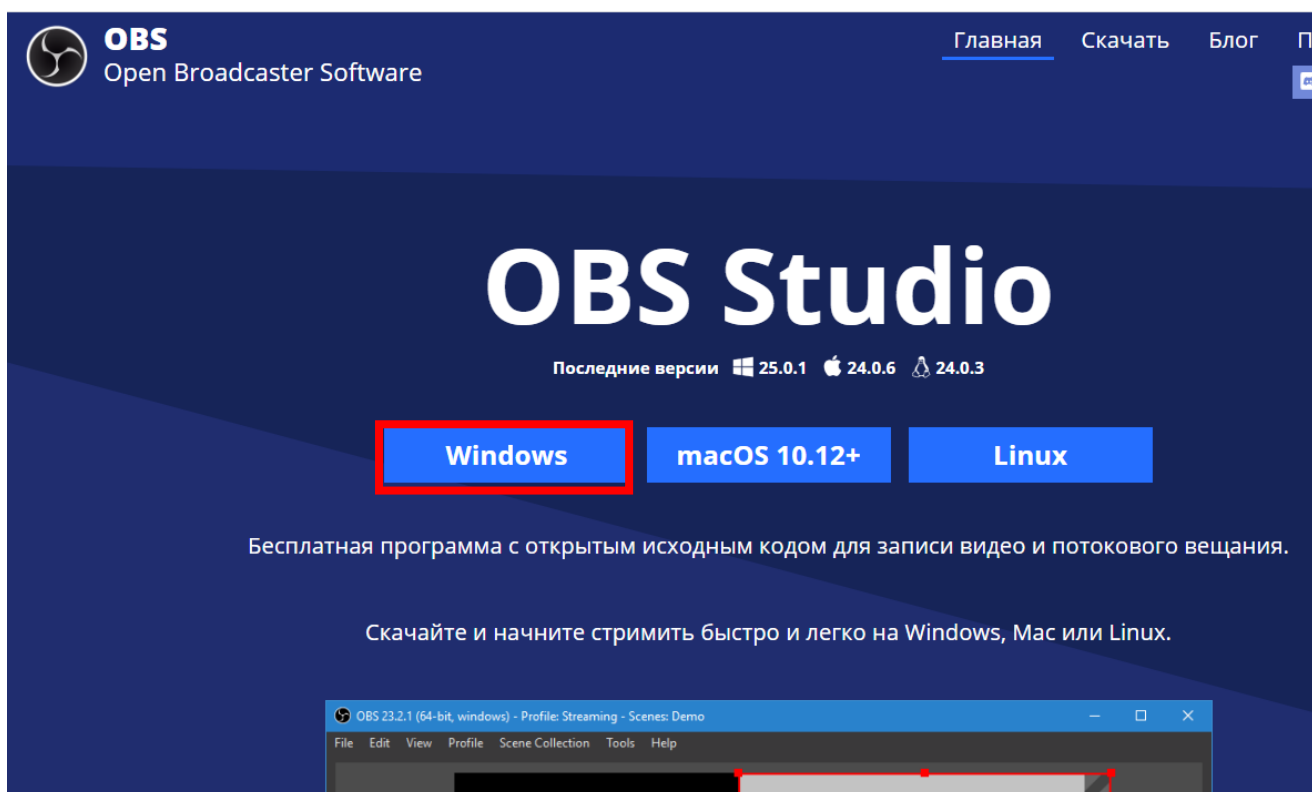 OBS
Open Broadcaster Software
Главная Скачать Блог
OBS Studio
Последние версии 25.0.1 24.0.6 24.0.3
Windows macOS 10.12+ Linux
Бесплатная программа с открытым исходным кодом для записи видео и потокового вещания.
Скачайте и начните стримить быстро и легко на Windows, Mac или Linux.
OBS 23.2.1 (64-bit, windows) - Profile: Streaming - Scenes: Demo
File Edit View Profile Scene Collection Tools Help